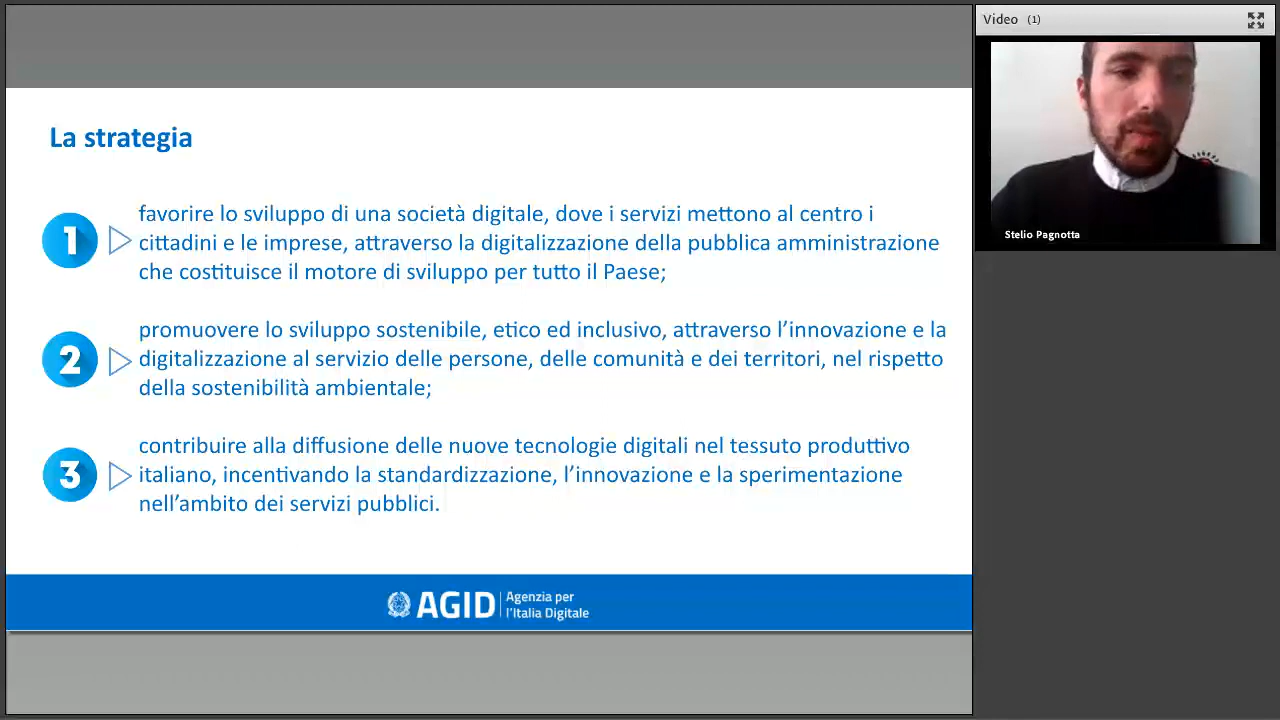 La strategia
1
favorire lo sviluppo di una società digitale, dove i servizi mettono al centro i
cittadini e le imprese, attraverso la digitalizzazione della pubblica amministrazione
che costituisce il motore di sviluppo per tutto il Paese;
2
promuovere lo sviluppo sostenibile, etico ed inclusivo, attraverso l’innovazione e la
digitalizzazione al servizio delle persone, delle comunità e dei territori, nel rispetto
della sostenibilità ambientale;
3
contribuire alla diffusione delle nuove tecnologie digitali nel tessuto produttivo
italiano, incentivando la standardizzazione, l’innovazione e la sperimentazione
nell’ambito dei servizi pubblici.
AGID
Agenzia per
l’Italia Digitale
Video (1)
Stelio Pagnotta